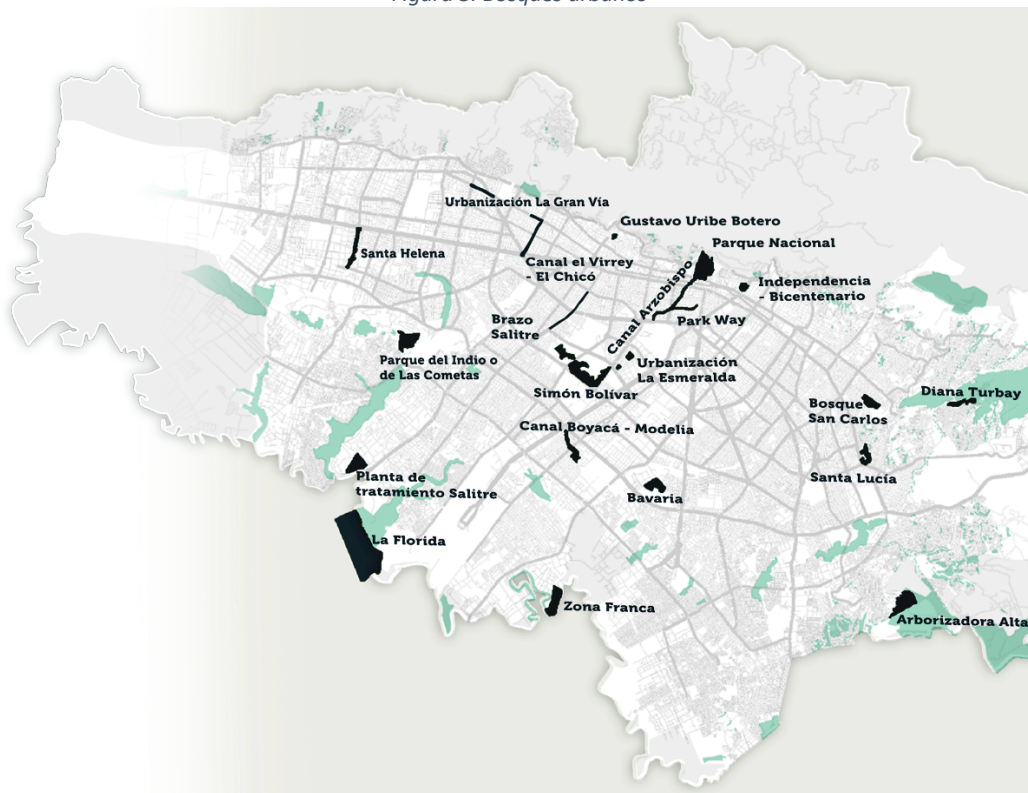 Figura 3. Bosques urbanos
Urbanización La Gran Vía
Gustavo Uribe Botero
Parque Nacional
Santa Helena
Canal el Virrey
- El Chicó
Canal Arzobispo
Independencia
- Bicentenario
Brazo
Salitre
Park Way
Parque del Indio o
de Las Cometas
Urbanización
La Esmeralda
Simón Bolívar
Diana Turbay
Bosque
San Carlos
Canal Boyacá - Modelia
Santa Lucía
Planta de
tratamiento Salitre
Bavaria
La Florida
Zona Franca
Arborizadora Alta